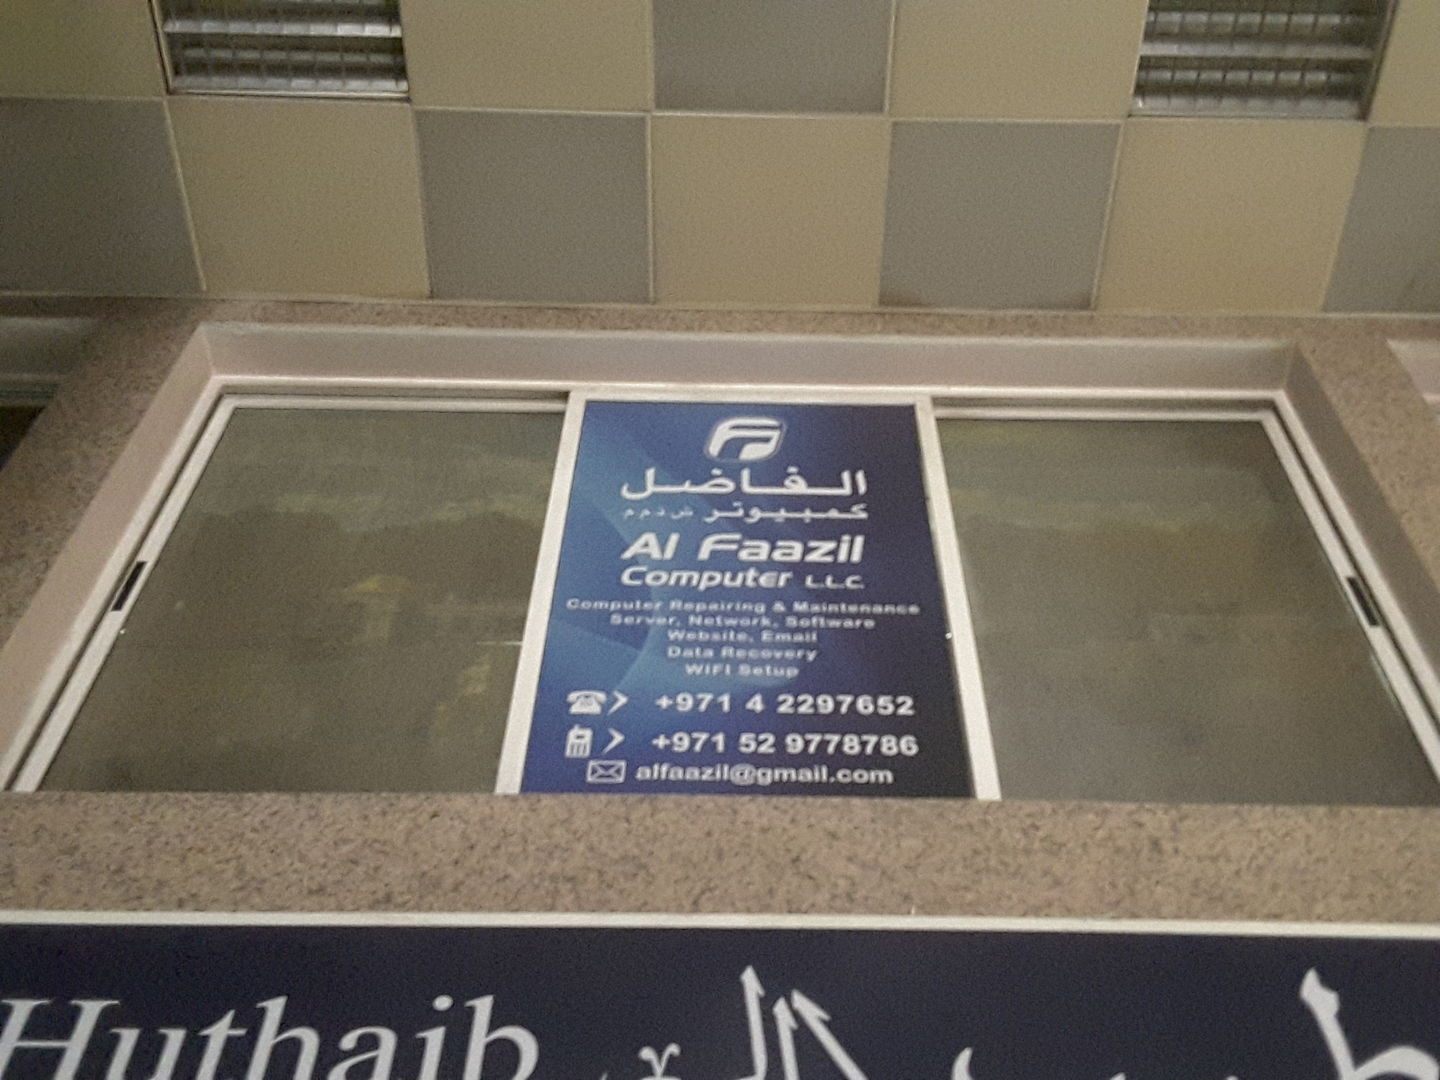 الفاضل
كمبيوتر ش.ذ.م.م
Al Faazil
Computer L.L.C.
Computer Repairing & Maintenance
Server, Network, Software
Website, Email
Data Recovery
WIFI Setup
+971 4 2297652
+971 52 9778786
alfaazil@gmail.com
Huthaib